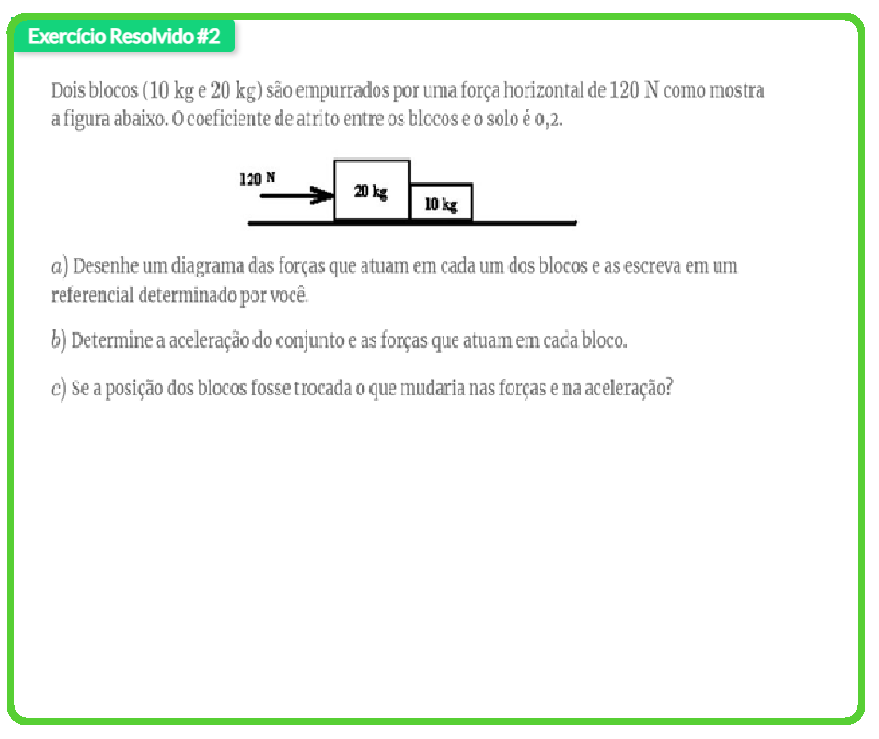 Exercício Resolvido #2
Dois blocos (10 kg e 20 kg) são empurrados por uma força horizontal de 120 N como mostra
a figura abaixo. O coeficiente de atrito entre os blocos e o solo é 0,2.
120 N
20 kg
10 kg
a) Desenhe um diagrama das forças que atuam em cada um dos blocos e as escreva em um
referencial determinado por você.
b) Determine a aceleração do conjunto e as forças que atuam em cada bloco.
c) Se a posição dos blocos fosse trocada o que mudaria nas forças e na aceleração?